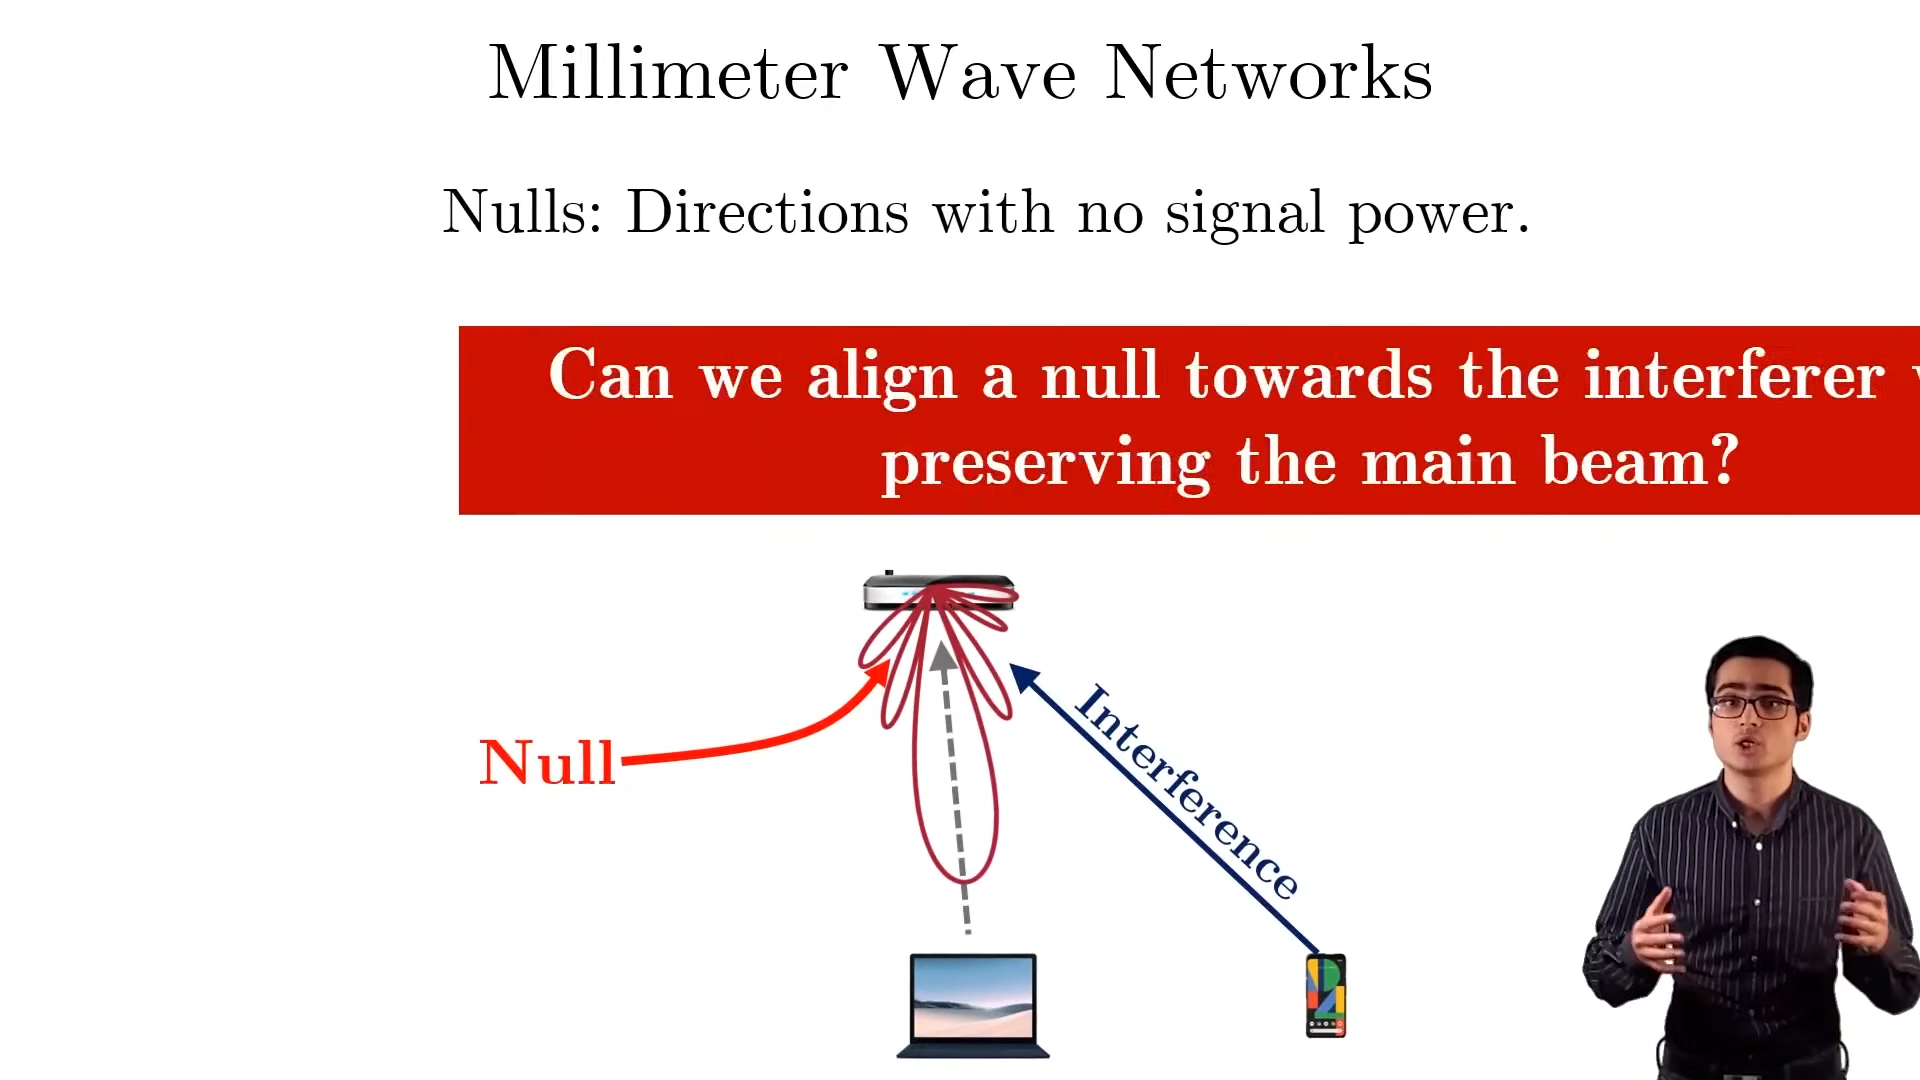 Millimeter Wave Networks
Nulls: Directions with no signal power.
Can we align a null towards the interferer
preserving the main beam?
Null
Interference